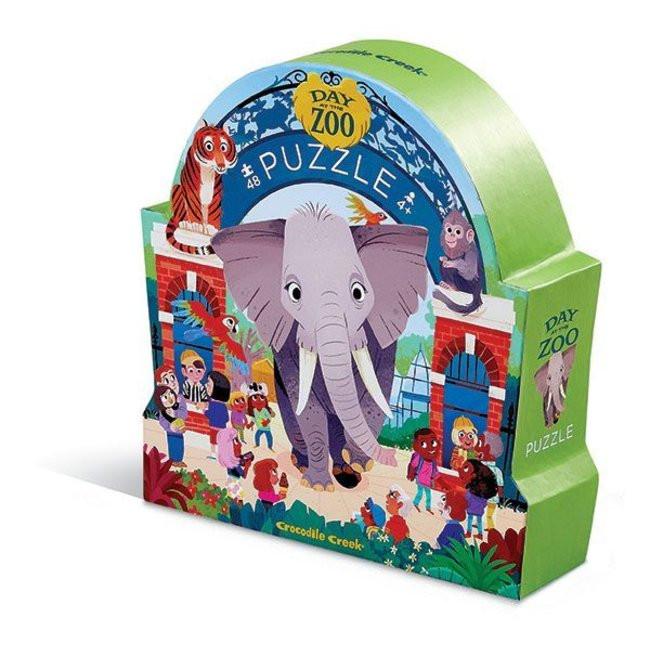 Crocodile Creek®
DAY
AT THE
ZOO
PUZZLE
48
4+
DAY
AT THE
ZOO
PUZZLE
Crocodile Creek®